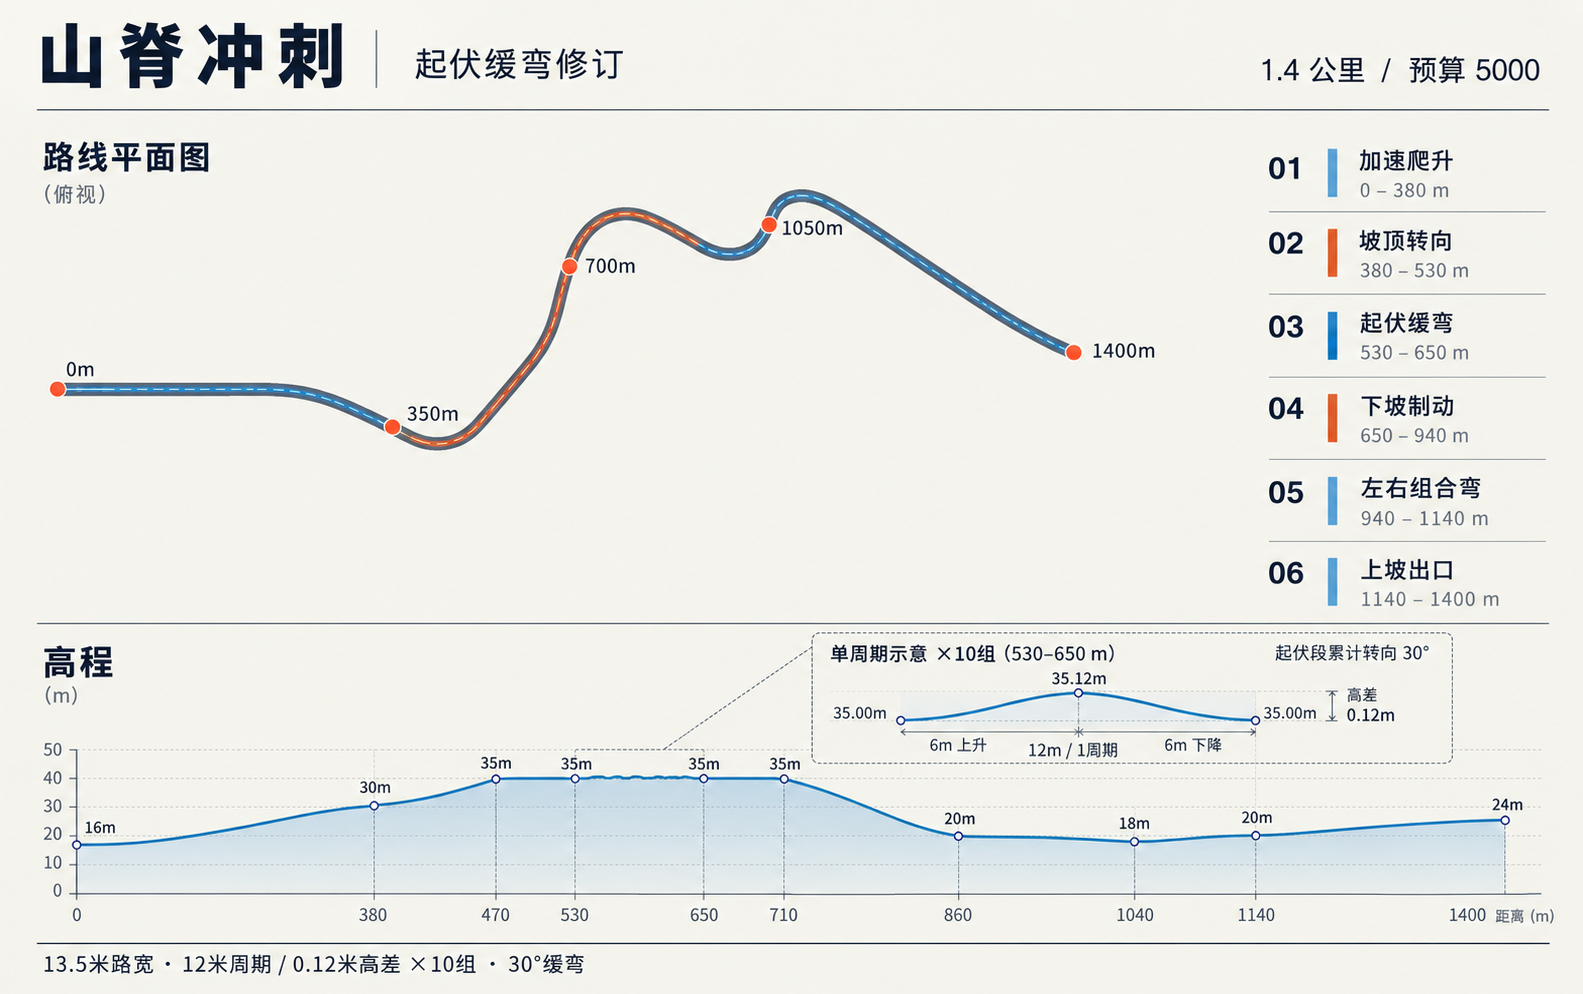 山脊冲刺
起伏缓弯修订
1.4 公里 / 预算 5000
路线平面图
(俯视)
0m
350m
700m
1050m
1400m
01
加速爬升
0 – 380 m
02
坡顶转向
380 – 530 m
03
起伏缓弯
530 – 650 m
04
下坡制动
650 – 940 m
05
左右组合弯
940 – 1140 m
06
上坡出口
1140 – 1400 m
高程
(m)
单周期示意 ×10组 (530–650 m)
起伏段累计转向 30°
35.12m
35.00m
35.00m
高差
0.12m
6m 上升
12m / 1周期
6m 下降
50
40
30
20
10
0
16m
30m
35m
35m
35m
35m
20m
18m
20m
24m
0
380
470
530
650
710
860
1040
1140
1400
距离 (m)
13.5米路宽 · 12米周期 / 0.12米高差 ×10组 · 30°缓弯